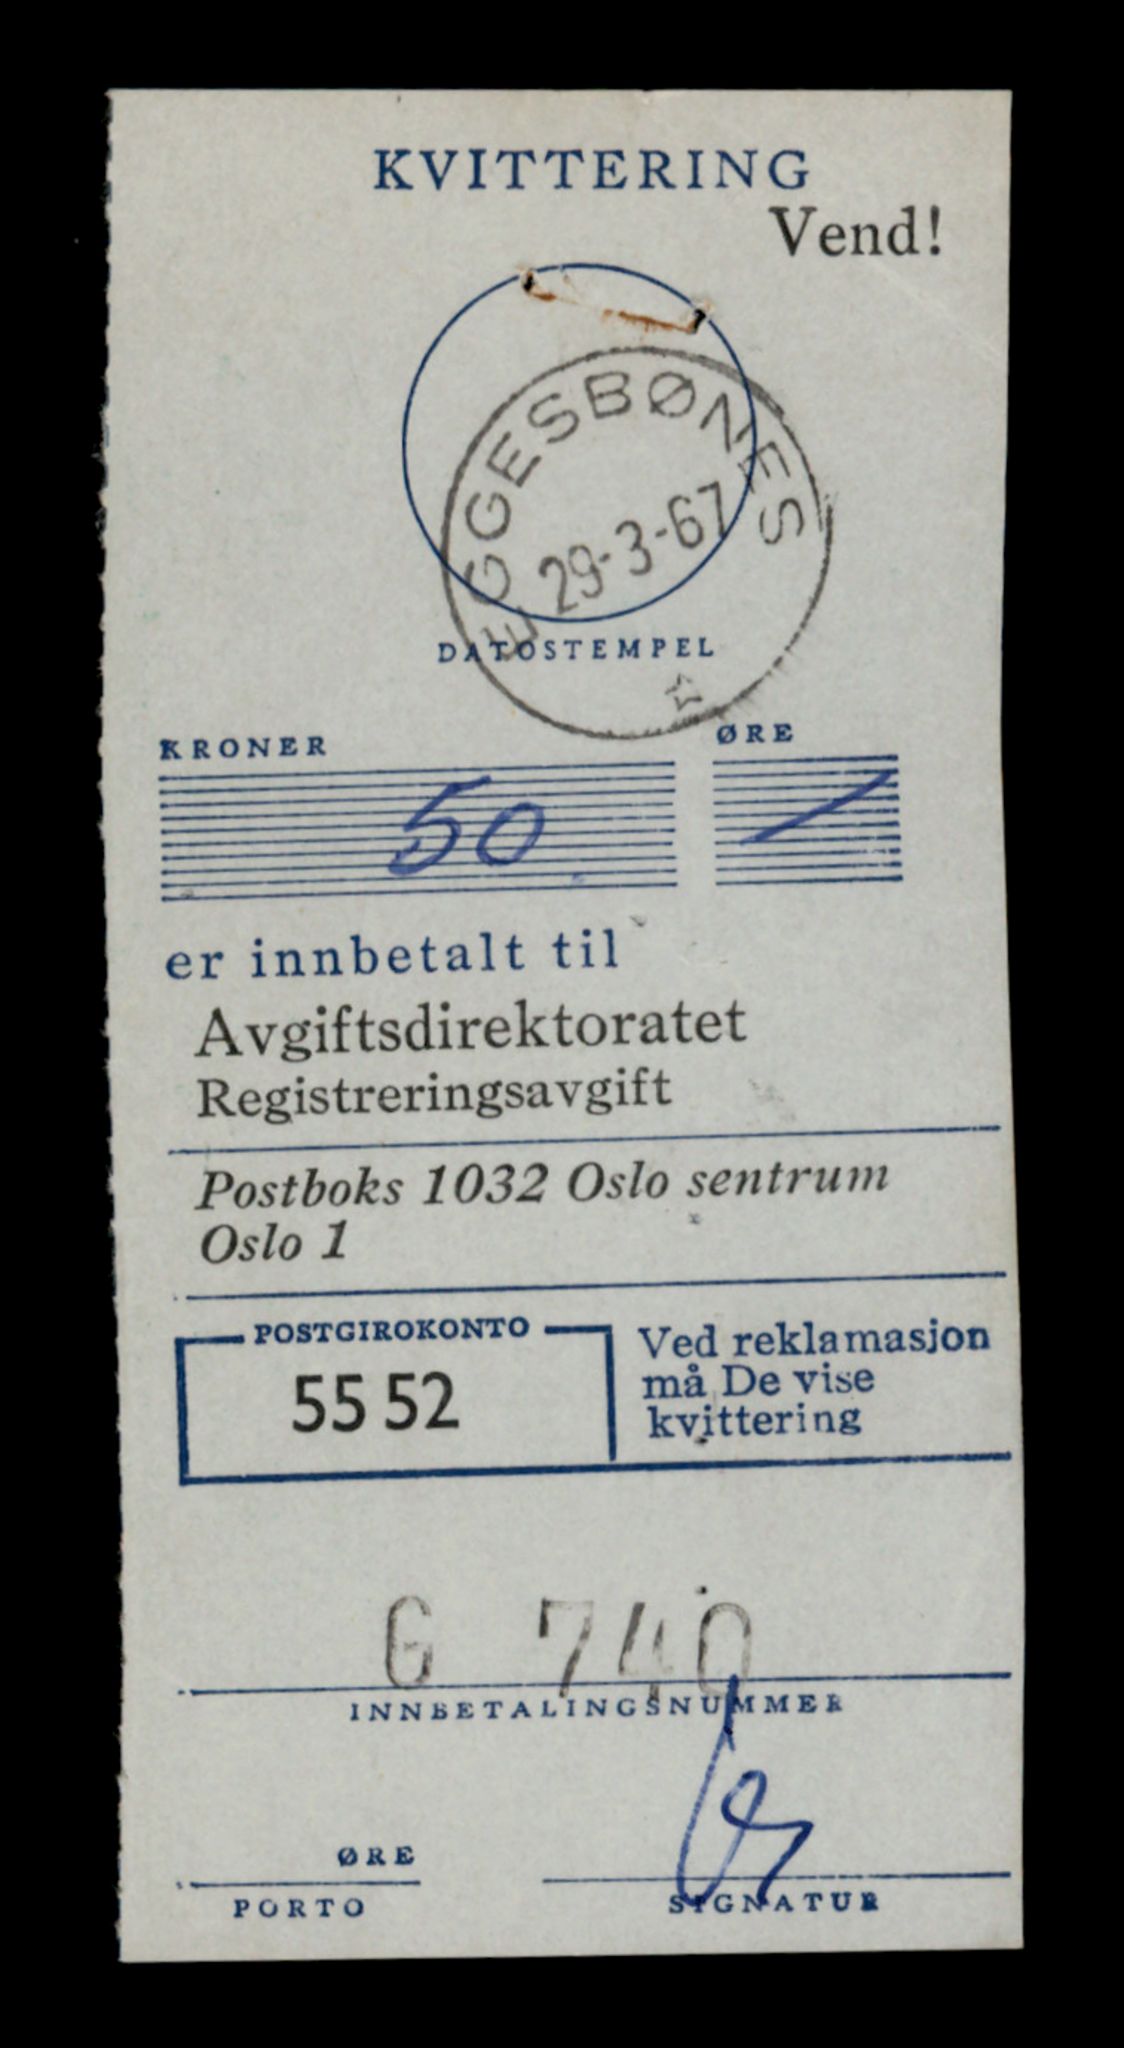 KVITTERING
Vend!
EGGESBØNES
29-3-67
DATOSTEMPEL
KRONER
ØRE
50 —
er innbetalt til
Avgiftsdirektoratet
Registreringsavgift
Postboks 1032 Oslo sentrum
Oslo 1
POSTGIROKONTO
55 52
Ved reklamasjon
må De vise
kvittering
G 740
INNBETALINGSNUMMER
ØRE
PORTO
SIGNATUR